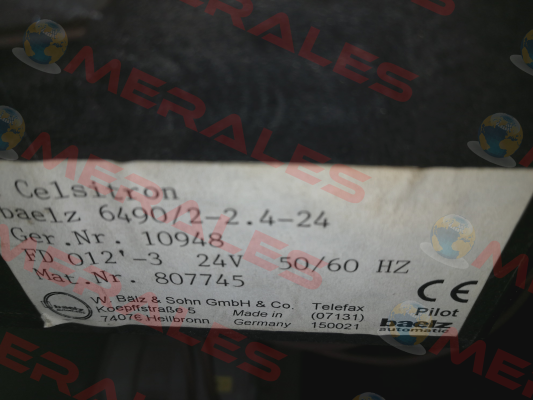 MERALES
Celsitron
baelz 6490/2-2.4-24
Ger.Nr. 10948
FD 012'-3 24V 50/60 HZ
Mat.Nr. 807745
W. Bälz & Sohn GmbH & Co.
Koepffstraße 5
74076 Heilbronn
Made in
Germany
Telefax
(07131)
150021
CE
Pilot
baelz
automatic